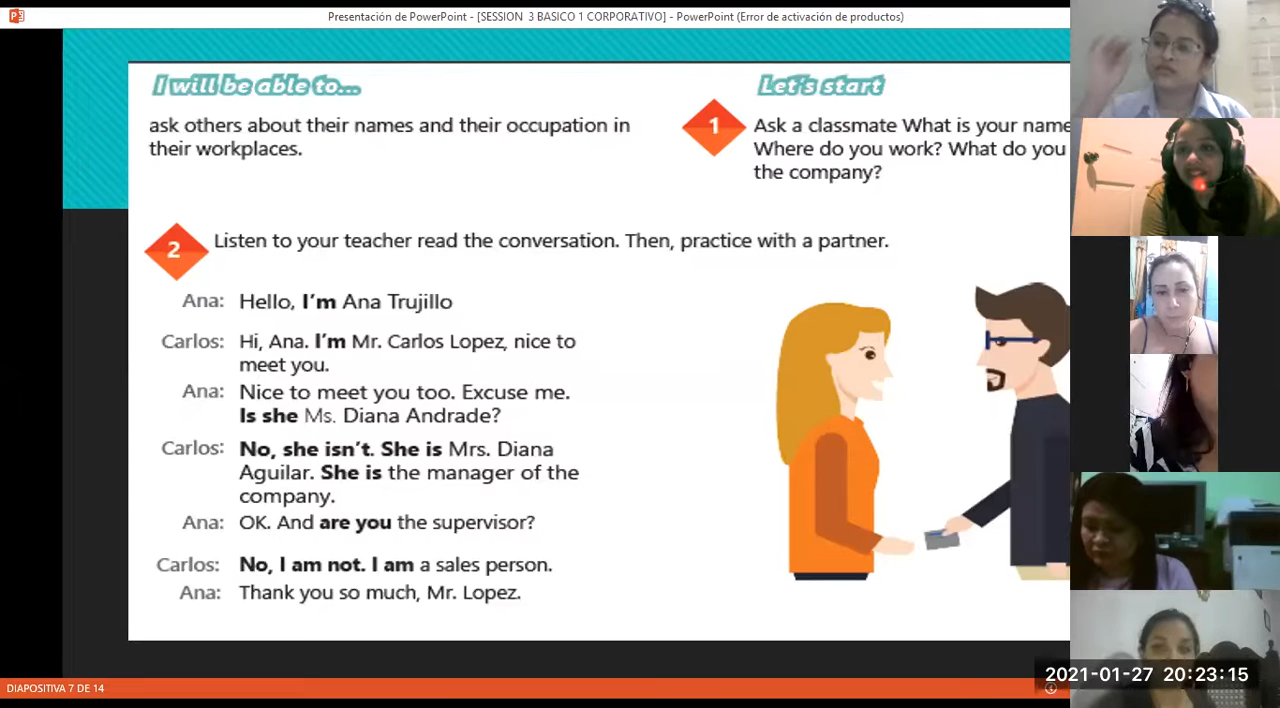 Presentación de PowerPoint - [SESSION 3 BASICO 1 CORPORATIVO] - PowerPoint (Error de activación de productos)
I will be able to...
ask others about their names and their occupation in
their workplaces.
Let's start
1
Ask a classmate What is your name
Where do you work? What do you
the company?
2
Listen to your teacher read the conversation. Then, practice with a partner.
Ana: Hello, I'm Ana Trujillo
Carlos: Hi, Ana. I'm Mr. Carlos Lopez, nice to
meet you.
Ana: Nice to meet you too. Excuse me.
Is she Ms. Diana Andrade?
Carlos: No, she isn't. She is Mrs. Diana
Aguilar. She is the manager of the
company.
Ana: OK. And are you the supervisor?
Carlos: No, I am not. I am a sales person.
Ana: Thank you so much, Mr. Lopez.
DIAPOSITIVA 7 DE 14
2021-01-27 20:23:15